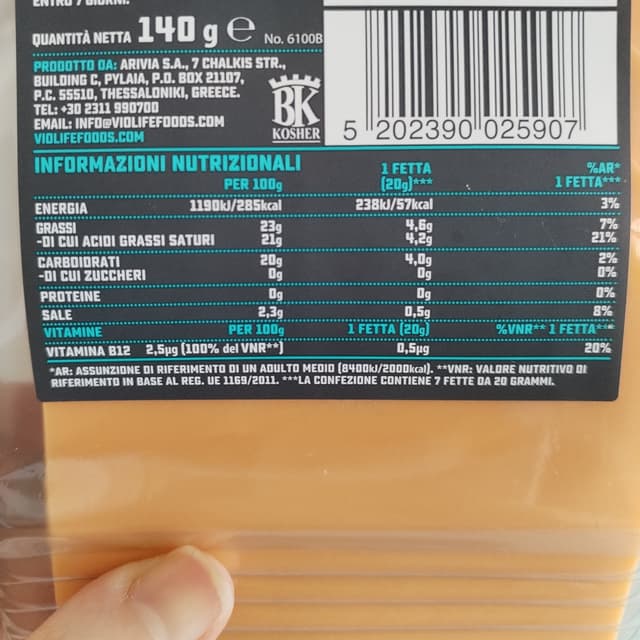 ENTRO 7 GIORNI.
QUANTITÀ NETTA 140 g e No. 6100B
PRODOTTO DA: ARIVIA S.A., 7 CHALKIS STR.,
BUILDING C, PYLAIA, P.O. BOX 21107,
P.C. 55510, THESSALONIKI, GREECE.
TEL: +30 2311 990700
EMAIL: INFO@VIOLIFEFOODS.COM
VIOLIFEFOODS.COM
BK
KOSHER
5 202390 025907
INFORMAZIONI NUTRIZIONALI
PER 100g 1 FETTA (20g)*** %AR* 1 FETTA***
ENERGIA 1190kJ/285kcal 238kJ/57kcal 3%
GRASSI 23g 4,6g 7%
-DI CUI ACIDI GRASSI SATURI 21g 4,2g 21%
CARBOIDRATI 20g 4,0g 2%
-DI CUI ZUCCHERI 0g 0g 0%
PROTEINE 0g 0g 0%
SALE 2,3g 0,5g 8%
VITAMINE PER 100g 1 FETTA (20g) %VNR** 1 FETTA***
VITAMINA B12 2,5µg (100% del VNR**) 0,5µg 20%
*AR: ASSUNZIONE DI RIFERIMENTO DI UN ADULTO MEDIO (8400kJ/2000kcal). **VNR: VALORE NUTRITIVO DI
RIFERIMENTO IN BASE AL REG. UE 1169/2011. ***LA CONFEZIONE CONTIENE 7 FETTE DA 20 GRAMMI.